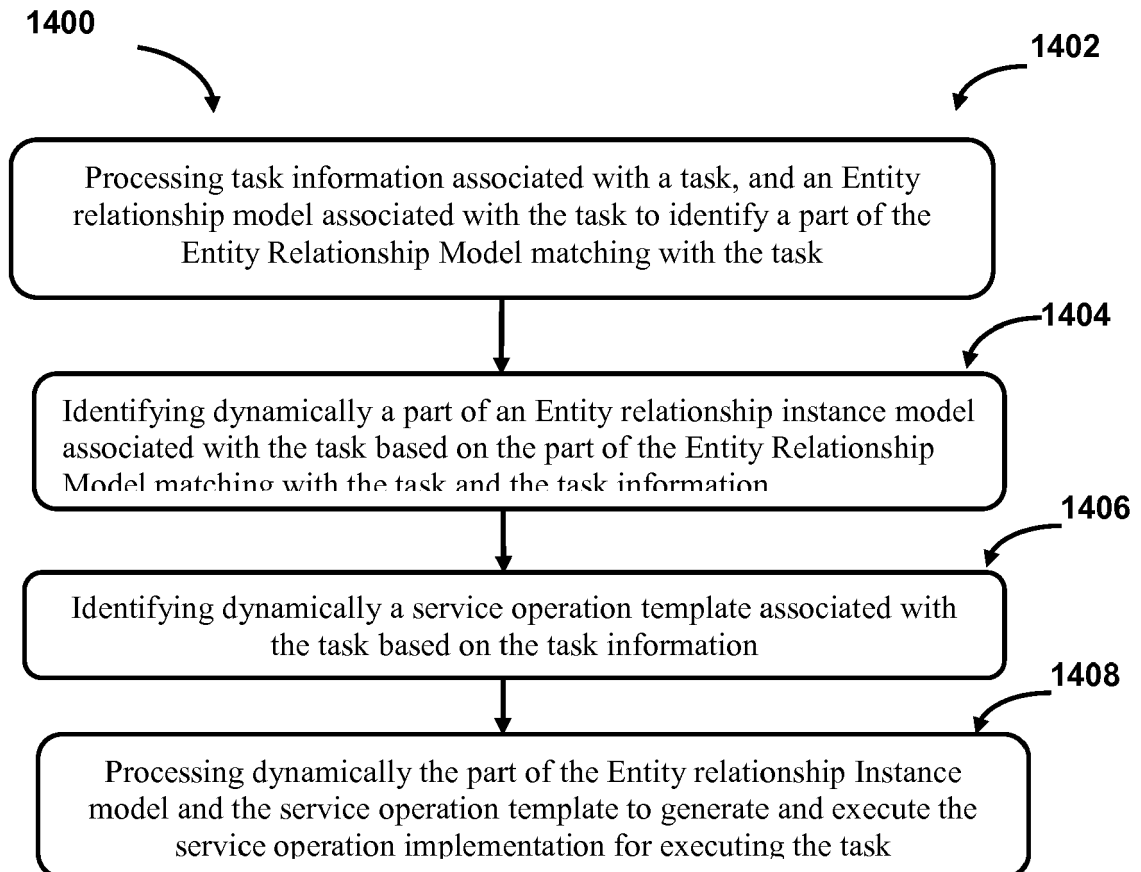 1400
1402
Processing task information associated with a task, and an Entity
relationship model associated with the task to identify a part of the
Entity Relationship Model matching with the task
1404
Identifying dynamically a part of an Entity relationship instance model
associated with the task based on the part of the Entity Relationship
Model matching with the task and the task information
1406
Identifying dynamically a service operation template associated with
the task based on the task information
1408
Processing dynamically the part of the Entity relationship Instance
model and the service operation template to generate and execute the
service operation implementation for executing the task